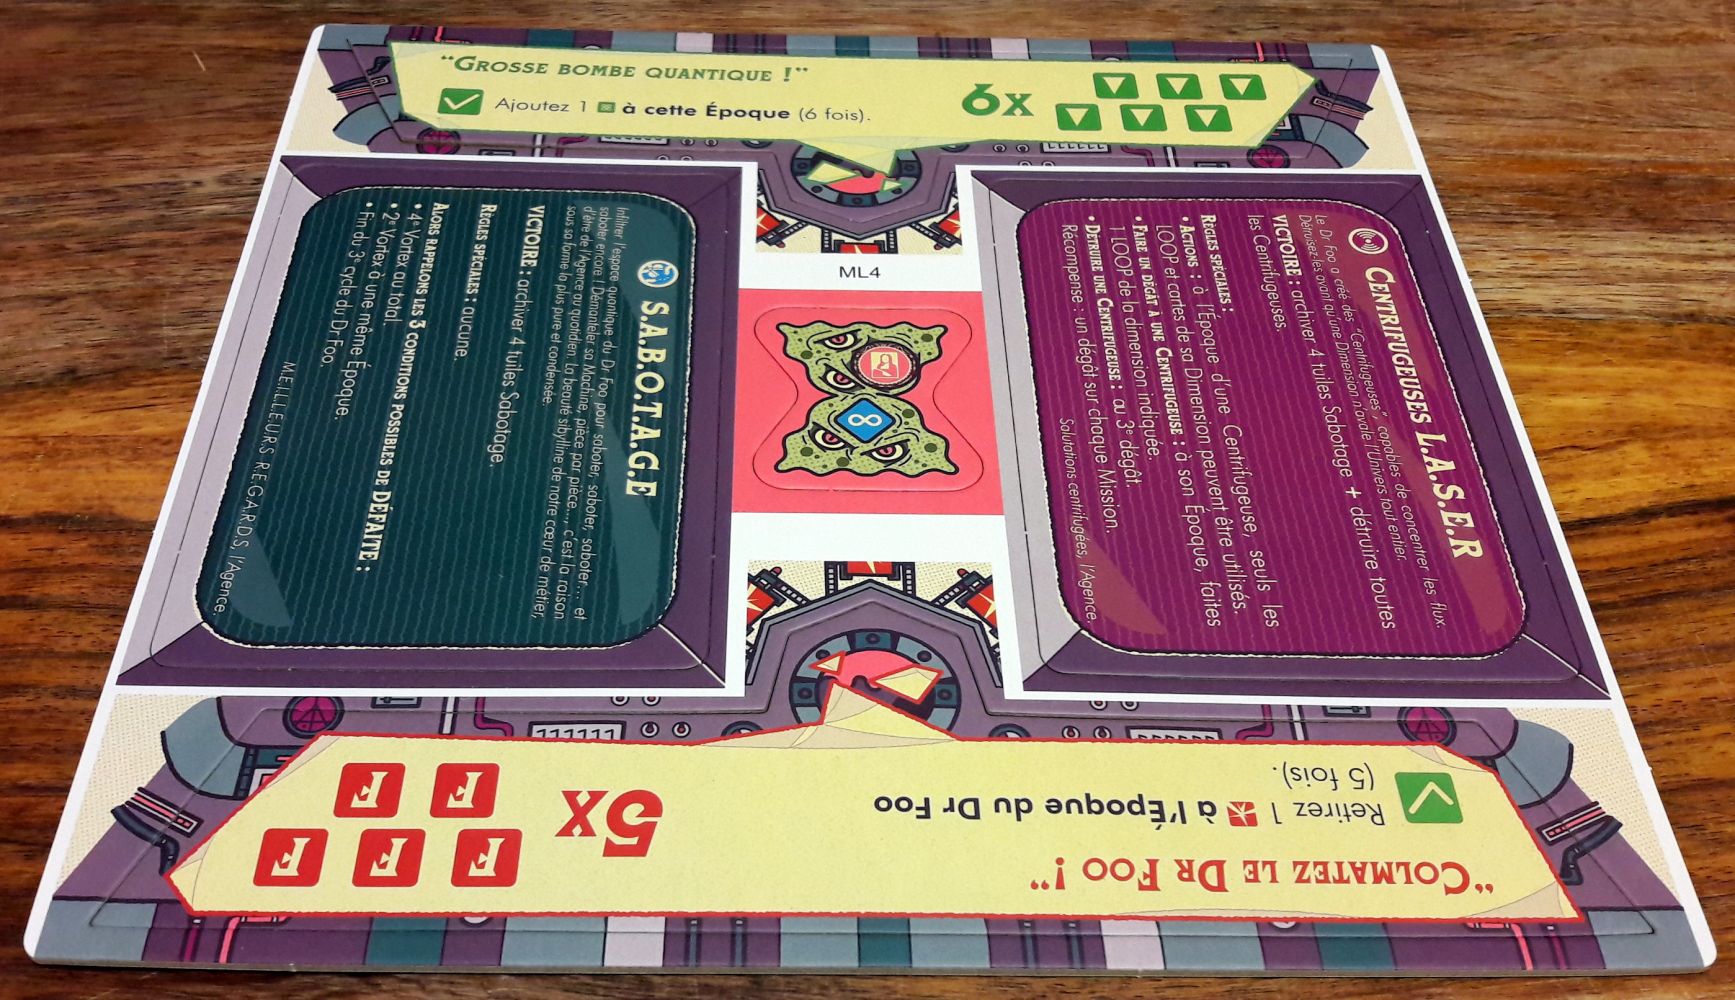 “GROSSE BOMBE QUANTIQUE !”
Ajoutez 1 à cette Époque (6 fois).
6X
S.A.B.O.T.A.G.E
Infiltrer l'espace quantique du Dr Foo pour saboter, saboter, saboter... et
saboter encore ! Démanteler sa Machine, pièce par pièce..., c'est la raison
d'être de l'Agence au quotidien. La beauté sibylline de notre cœur de métier,
sous sa forme la plus pure et condensée.
VICTOIRE : archiver 4 tuiles Sabotage.
RÈGLES SPÉCIALES : aucune.
ALORS RAPPELONS LES 3 CONDITIONS POSSIBLES DE DÉFAITE :
• 4e Vortex au total.
• 2e Vortex à une même Époque.
• Fin du 3e cycle du Dr Foo.
M.E.I.L.L.E.U.R.S R.E.G.A.R.D.S, l'Agence.
ML4
8
CENTRIFUGEUSES L.A.S.E.R
Le Dr Foo a créé des “Centrifugeuses”, capables de concentrer les flux.
Détruisez-les avant qu'une Dimension n'avale l'Univers tout entier.
VICTOIRE : archiver 4 tuiles Sabotage + détruire toutes
les Centrifugeuses.
RÈGLES SPÉCIALES :
• ACTIONS : à l'Époque d'une Centrifugeuse, seuls les
LOOP et cartes de sa Dimension peuvent être utilisés.
• FAIRE UN DÉGÂT À UNE CENTRIFUGEUSE : à son Époque, faites
1 LOOP de la dimension indiquée.
• DÉTRUIRE UNE CENTRIFUGEUSE : au 3e dégât.
Récompense : un dégât sur chaque Mission.
Salutations centrifugées, l'Agence.
“COLMATEZ LE DR FOO !”
Retirez 1 à l'Époque du Dr Foo
(5 fois).
5X